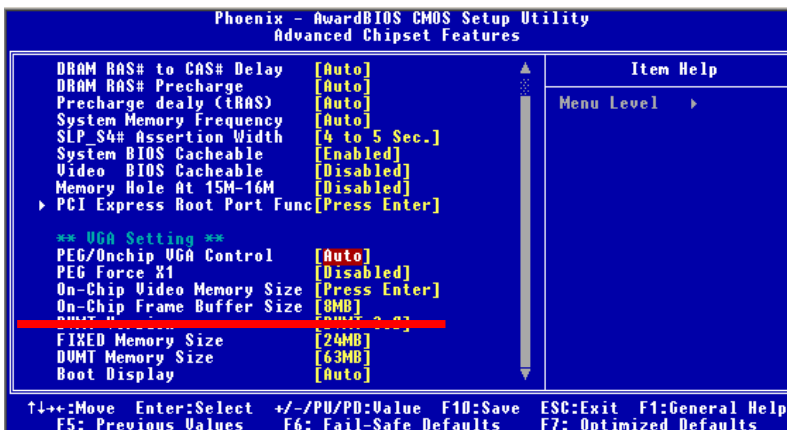 Phoenix - AwardBIOS CMOS Setup Utility
Advanced Chipset Features
DRAM RAS# to CAS# Delay [Auto]
DRAM RAS# Precharge [Auto]
Precharge dealy (tRAS) [Auto]
System Memory Frequency [Auto]
SLP_S4# Assertion Width [4 to 5 Sec.]
System BIOS Cacheable [Enabled]
Video BIOS Cacheable [Disabled]
Memory Hole At 15M-16M [Disabled]
PCI Express Root Port Func[Press Enter]
** VGA Setting **
PEG/Onchip VGA Control [Auto]
PEG Force X1 [Disabled]
On-Chip Video Memory Size [Press Enter]
On-Chip Frame Buffer Size [8MB]
FIXED Memory Size [24MB]
DVMT Memory Size [63MB]
Boot Display [Auto]
Item Help
Menu Level ▸
↑↓→←:Move Enter:Select +/-/PU/PD:Value F10:Save ESC:Exit F1:General Help
F5: Previous Values F6: Fail-Safe Defaults F7: Optimized Defaults